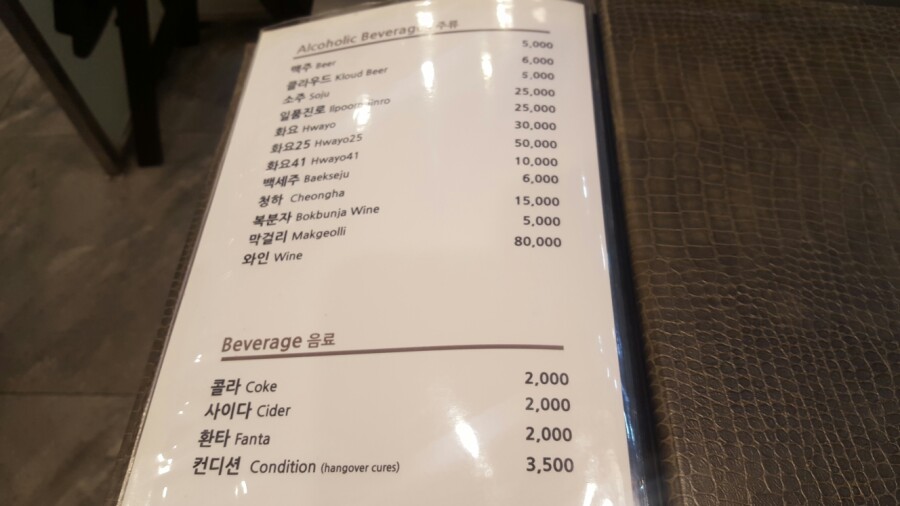 Alcoholic 주류
맥주 Beer 5,000
클라우드 Kloud Beer 6,000
소주 Soju 5,000
일품진로 25,000
화요 Hwayo 25,000
화요25 Hwayo25 30,000
화요41 Hwayo41 50,000
백세주 Baekseju 10,000
청하 Cheongha 6,000
복분자 Bokbunja Wine 15,000
막걸리 Makgeolli 5,000
와인 Wine 80,000
Beverage 음료
콜라 Coke 2,000
사이다 Cider 2,000
환타 Fanta 2,000
컨디션 Condition (hangover cures) 3,500